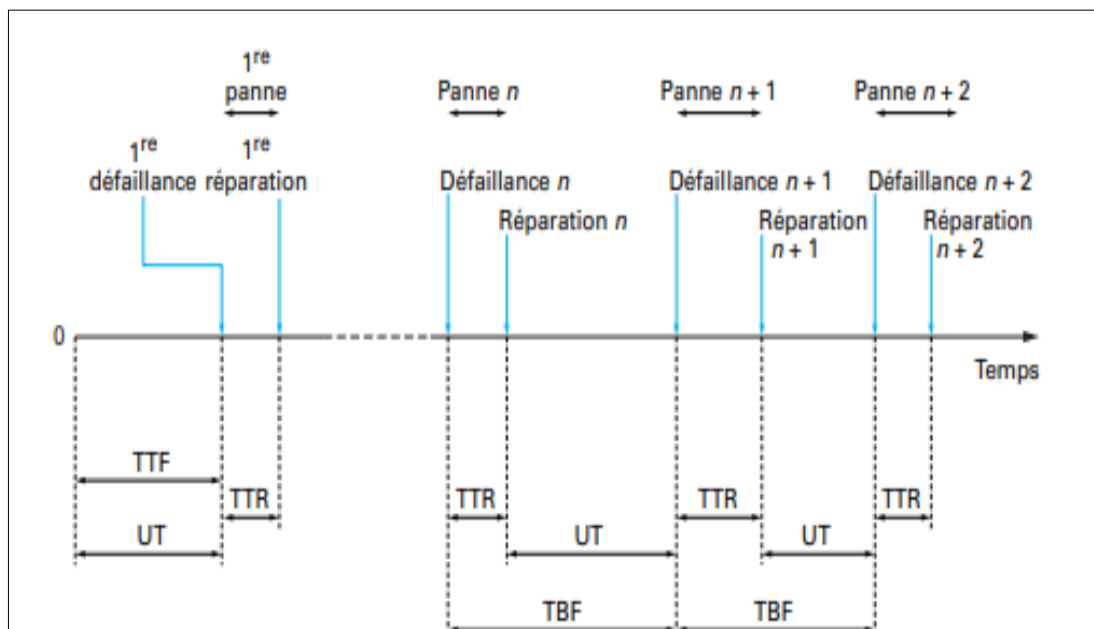 1re
panne
Panne n
Panne n + 1
Panne n + 2
1re
défaillance
1re
réparation
Défaillance n
Défaillance n + 1
Défaillance n + 2
Réparation n
Réparation
n + 1
Réparation
n + 2
0
Temps
TTF
TTR
TTR
TTR
TTR
UT
UT
UT
TBF
TBF